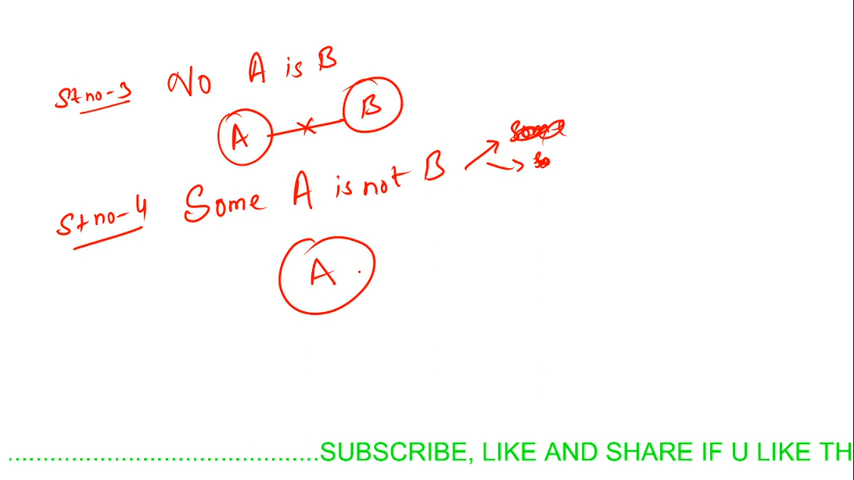 St no-3 No A is B
A B
St no-4 Some A is not B
A
SUBSCRIBE, LIKE AND SHARE IF U LIKE TH